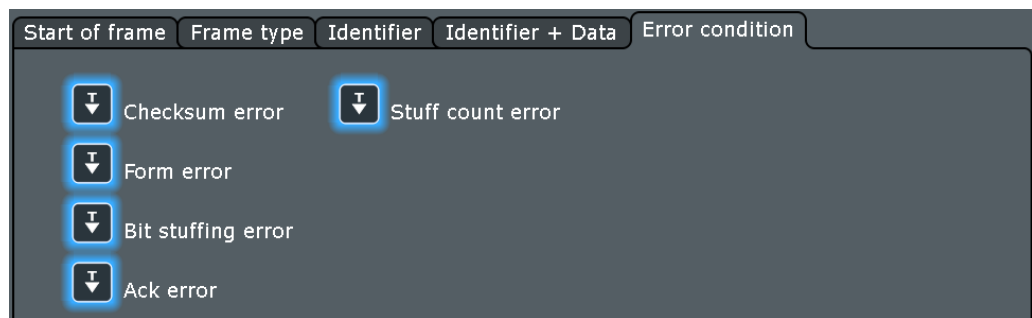 Start of frame Frame type Identifier Identifier + Data Error condition
T Checksum error T Stuff count error
T Form error
T Bit stuffing error
T Ack error